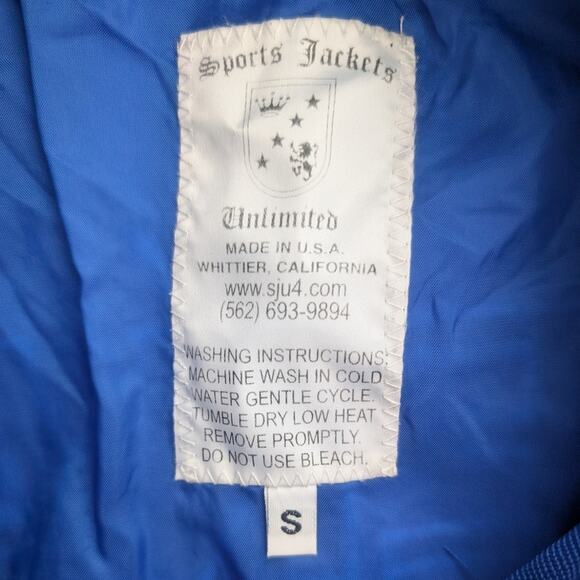 Sports Jackets
Unlimited
MADE IN U.S.A.
WHITTIER, CALIFORNIA
www.sju4.com
(562) 693-9894
WASHING INSTRUCTIONS:
MACHINE WASH IN COLD
WATER GENTLE CYCLE.
TUMBLE DRY LOW HEAT
REMOVE PROMPTLY.
DO NOT USE BLEACH.
S